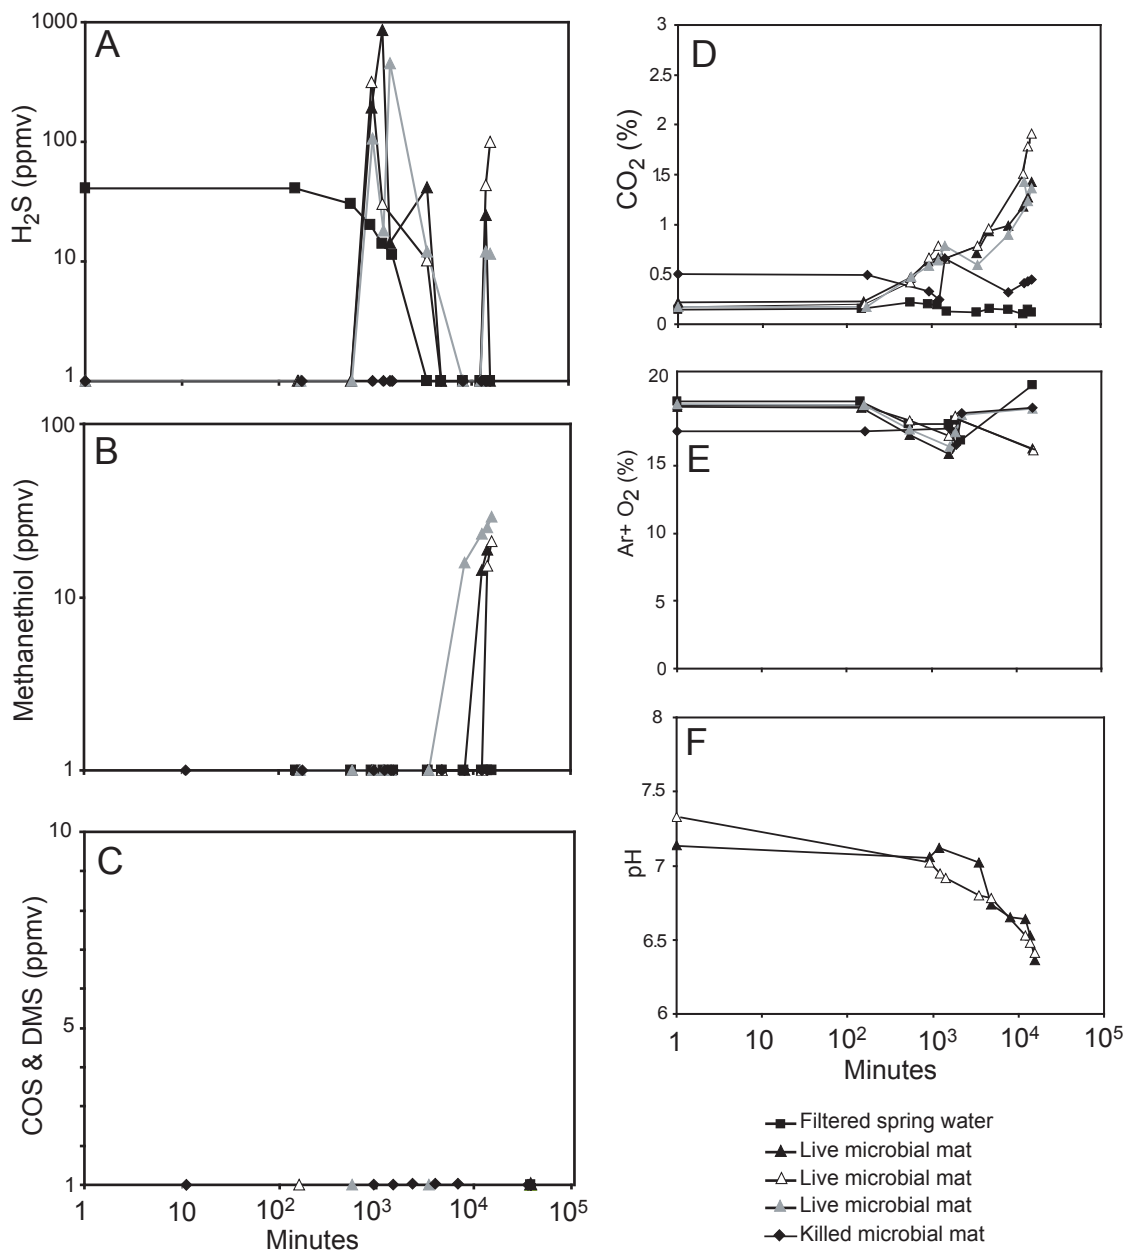 A
H2S (ppmv)
1000
100
10
1
B
Methanethiol (ppmv)
100
10
1
C
COS & DMS (ppmv)
10
5
1
1 10 10² 10³ 10⁴ 10⁵
Minutes
D
CO2 (%)
3
2.5
2
1.5
1
0.5
0
E
Ar+ O2 (%)
20
15
10
5
0
F
pH
8
7.5
7
6.5
6
1 10 10² 10³ 10⁴ 10⁵
Minutes
Filtered spring water
Live microbial mat
Live microbial mat
Live microbial mat
Killed microbial mat